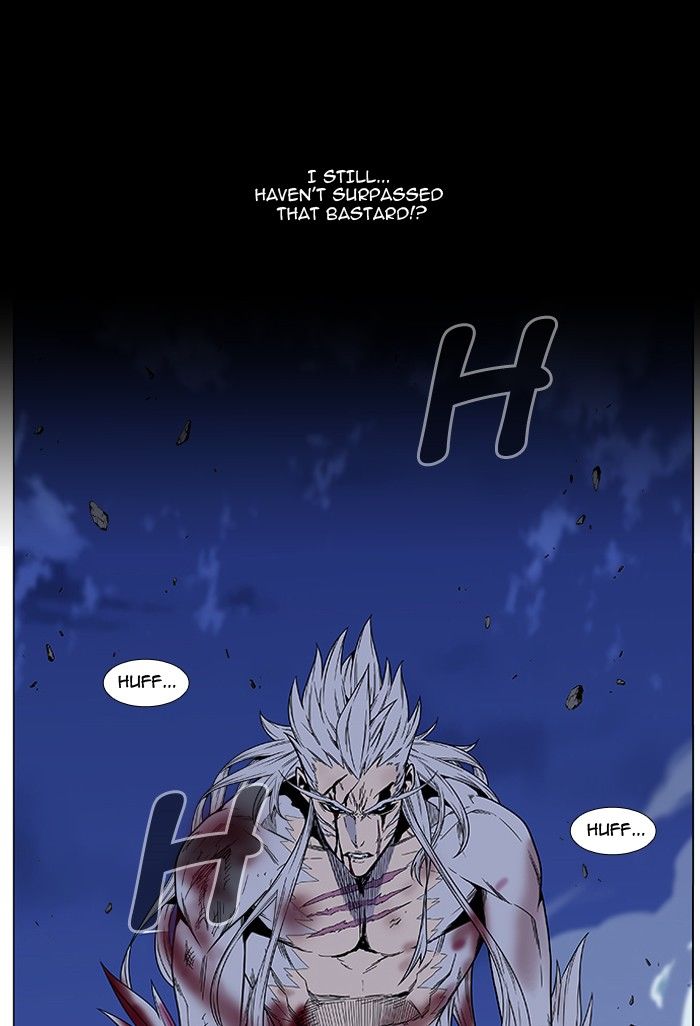 I STILL...
HAVEN'T SURPASSED
THAT BASTARD!?
H
HUFF...
H
HUFF...